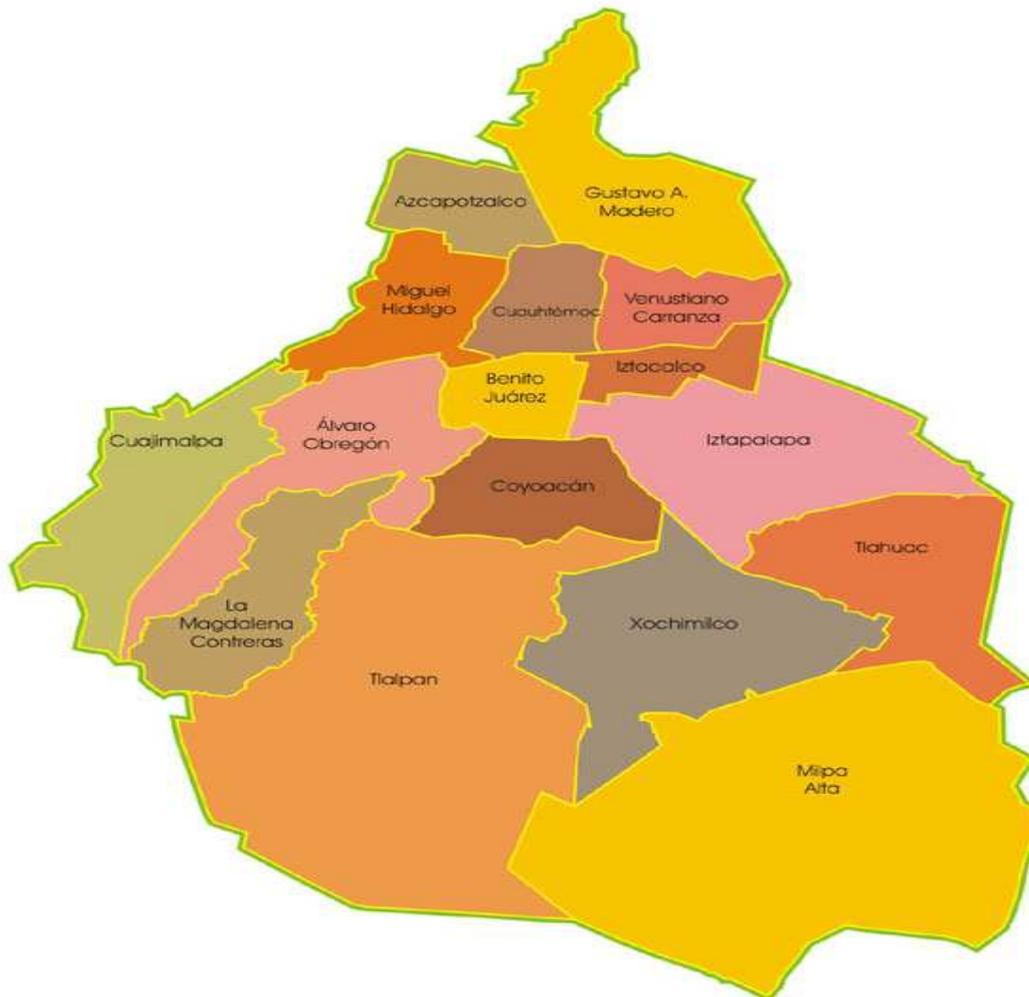 Gustavo A.
Madero
Azcapotzalco
Miguel
Hidalgo
Cuauhtémoc
Venustiano
Carranza
Iztacalco
Benito
Juárez
Cuajimalpa
Álvaro
Obregón
Iztapalapa
Coyoacán
Tlahuac
La
Magdalena
Contreras
Xochimilco
Tlalpan
Milpa
Alta